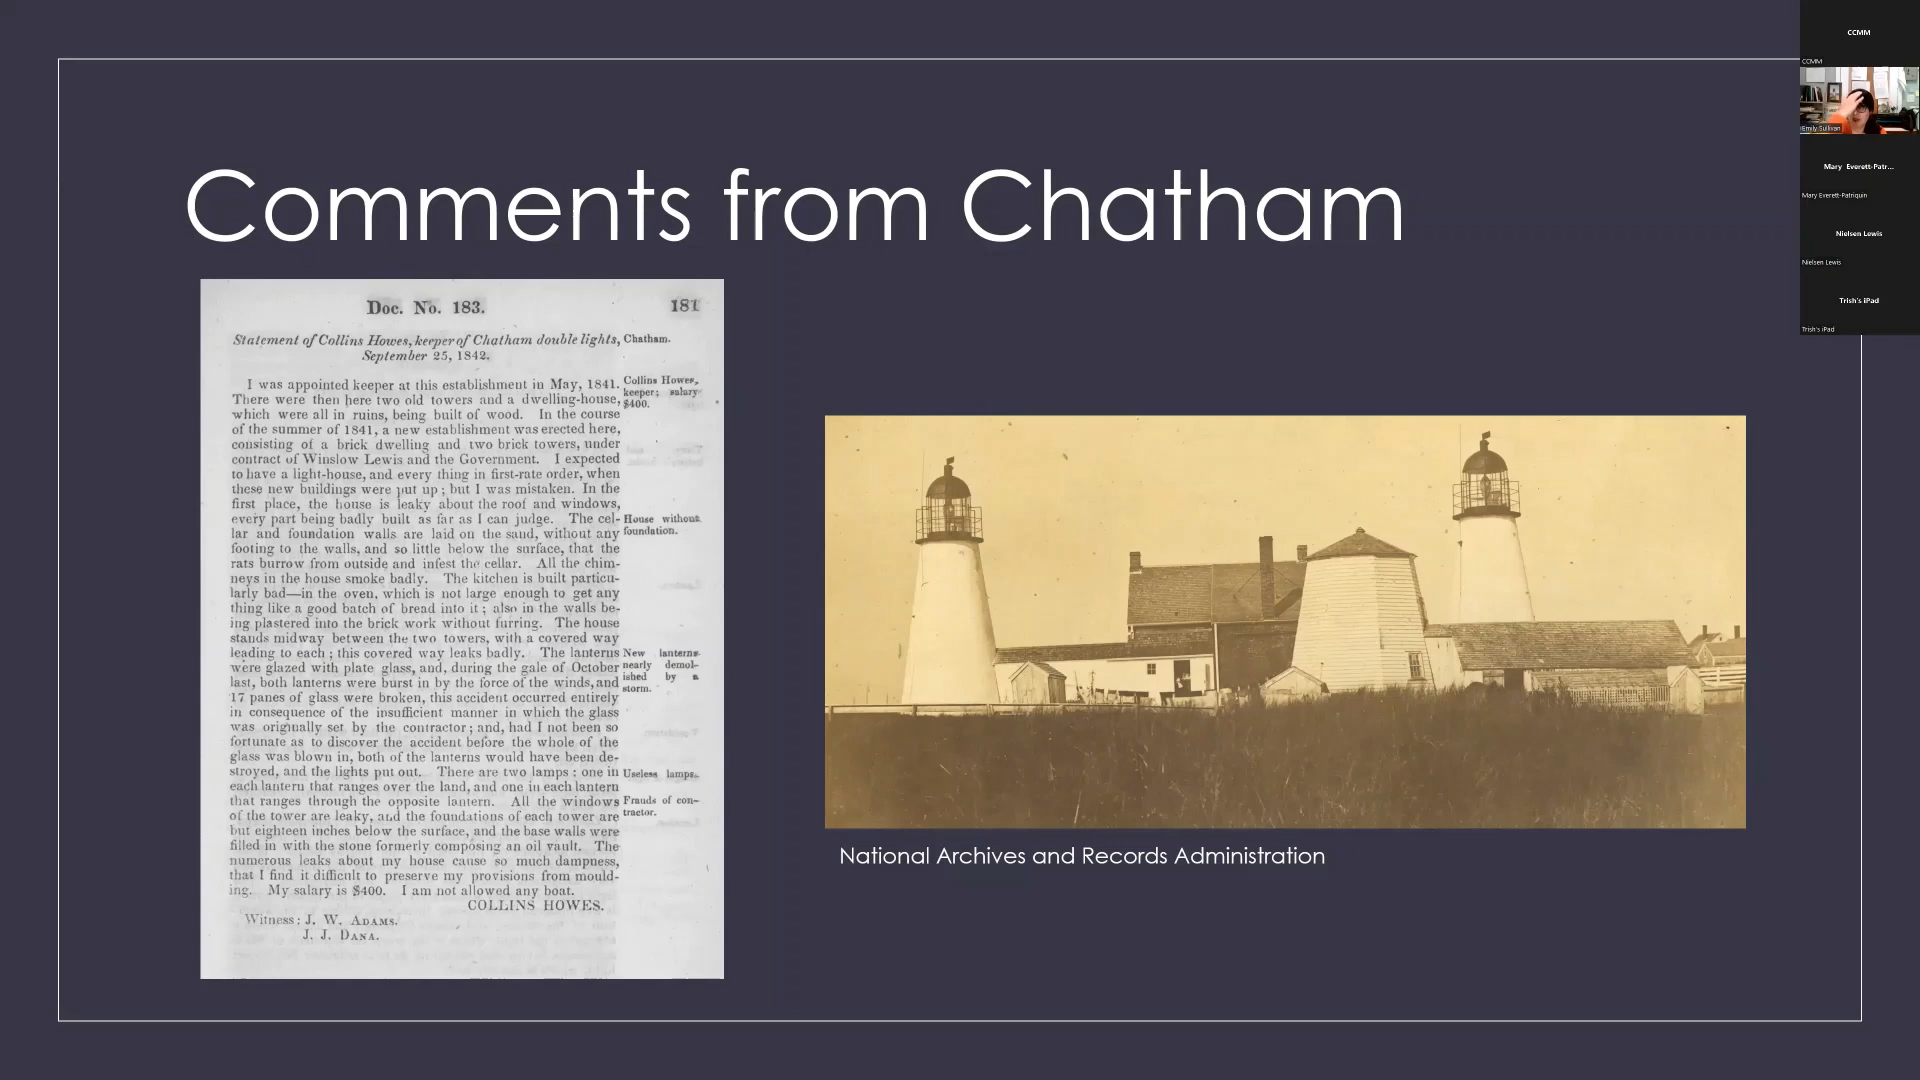 Comments from Chatham
Doc. No. 183.
181
Statement of Collins Howes, keeper of Chatham double lights,
September 25, 1842.
Chatham.
I was appointed keeper at this establishment in May, 1841.
There were then here two old towers and a dwelling-house,
which were all in ruins, being built of wood. In the course
of the summer of 1841, a new establishment was erected here,
consisting of a brick dwelling and two brick towers, under
contract of Winslow Lewis and the Government. I expected
to have a light-house, and every thing in first-rate order, when
these new buildings were put up; but I was mistaken. In the
first place, the house is leaky about the roof and windows,
every part being badly built as far as I can judge. The cel-
lar and foundation walls are laid on the sand, without any
footing to the walls, and so little below the surface, that the
rats burrow from outside and infest the cellar. All the chim-
neys in the house smoke badly. The kitchen is built particu-
larly bad—in the oven, which is not large enough to get any
thing like a good batch of bread into it; also in the walls be-
ing plastered into the brick work without furring. The house
stands midway between the two towers, with a covered way
leading to each; this covered way leaks badly. The lanterns
were glazed with plate glass, and, during the gale of October
last, both lanterns were burst in by the force of the winds, and
17 panes of glass were broken, this accident occurred entirely
in consequence of the insufficient manner in which the glass
was originally set by the contractor; and, had I not been so
fortunate as to discover the accident before the whole of the
glass was blown in, both of the lanterns would have been de-
stroyed, and the lights put out. There are two lamps: one in
each lantern that ranges over the land, and one in each lantern
that ranges through the opposite lantern. All the windows
of the tower are leaky, and the foundations of each tower are
but eighteen inches below the surface, and the base walls were
filled in with the stone formerly composing an oil vault. The
numerous leaks about my house cause so much dampness,
that I find it difficult to preserve my provisions from mould-
ing. My salary is $400. I am not allowed any boat.
COLLINS HOWES.
Witness: J. W. ADAMS.
J. J. DANA.
Collins Howes,
keeper; salary
$400.
House without
foundation.
New lanterns
nearly demol-
ished by a
storm.
Useless lamps.
Frauds of con-
tractor.
National Archives and Records Administration
CCMM
CCMM
Emily Sullivan
Mary Everett-Patr...
Mary Everett-Patriquin
Nielsen Lewis
Nielsen Lewis
Trish's iPad
Trish's iPad